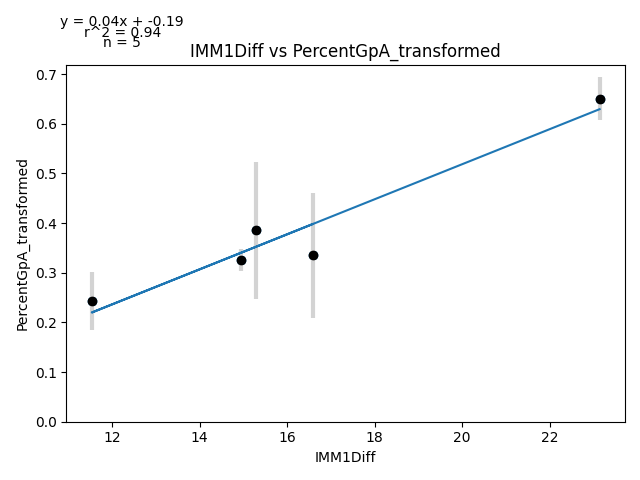 y = 0.04x + -0.19
r^2 = 0.94
n = 5
IMM1Diff vs PercentGpA_transformed
PercentGpA_transformed
0.7
0.6
0.5
0.4
0.3
0.2
0.1
0.0
12
14
16
18
20
22
IMM1Diff